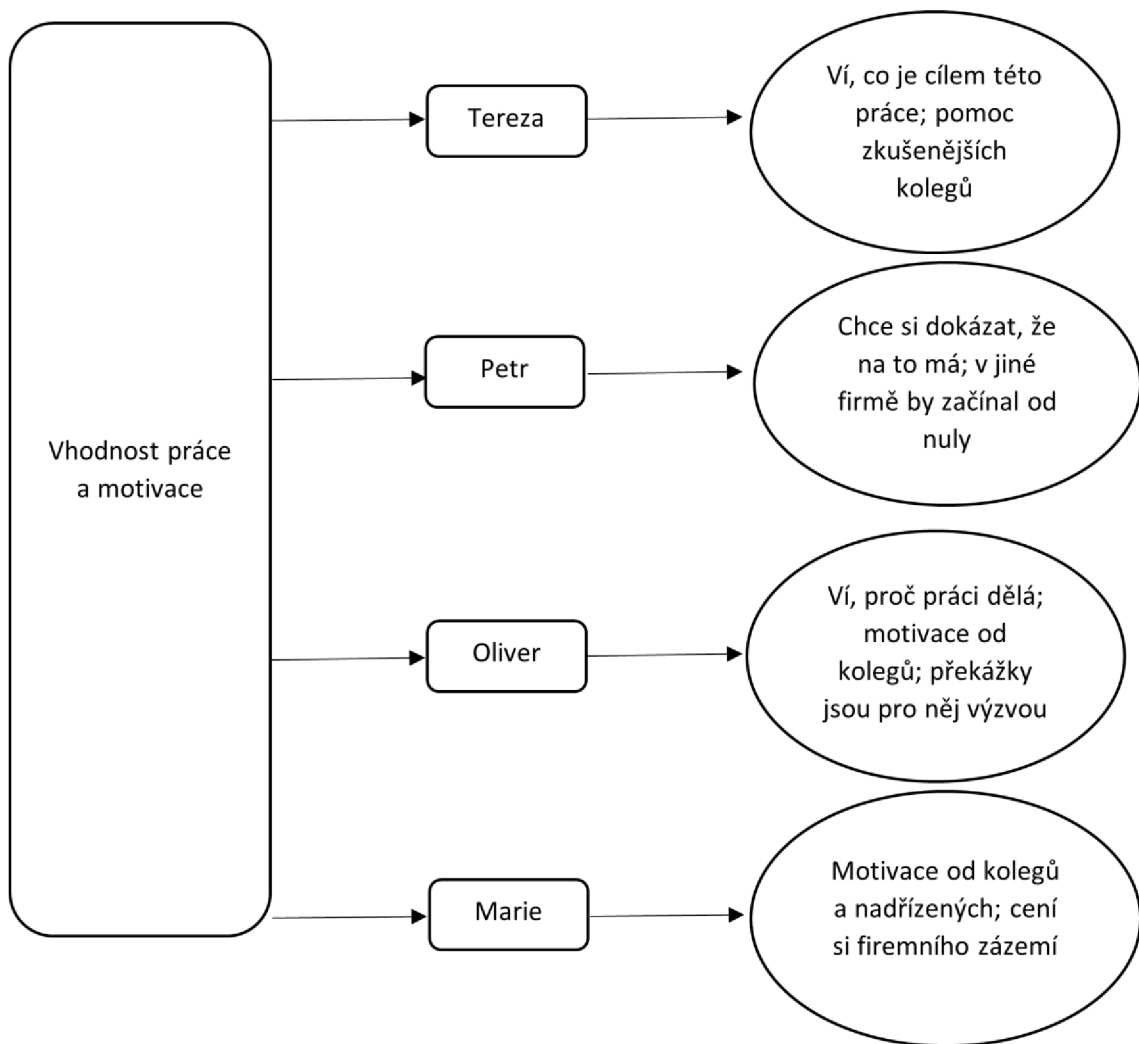 Vhodnost práce
a motivace
Tereza
Ví, co je cílem této
práce; pomoc
zkušenějších
kolegů
Petr
Chce si dokázat, že
na to má; v jiné
firmě by začínal od
nuly
Oliver
Ví, proč práci dělá;
motivace od
kolegů; překážky
jsou pro něj výzvou
Marie
Motivace od kolegů
a nadřízených; cení
si firemního zázemí